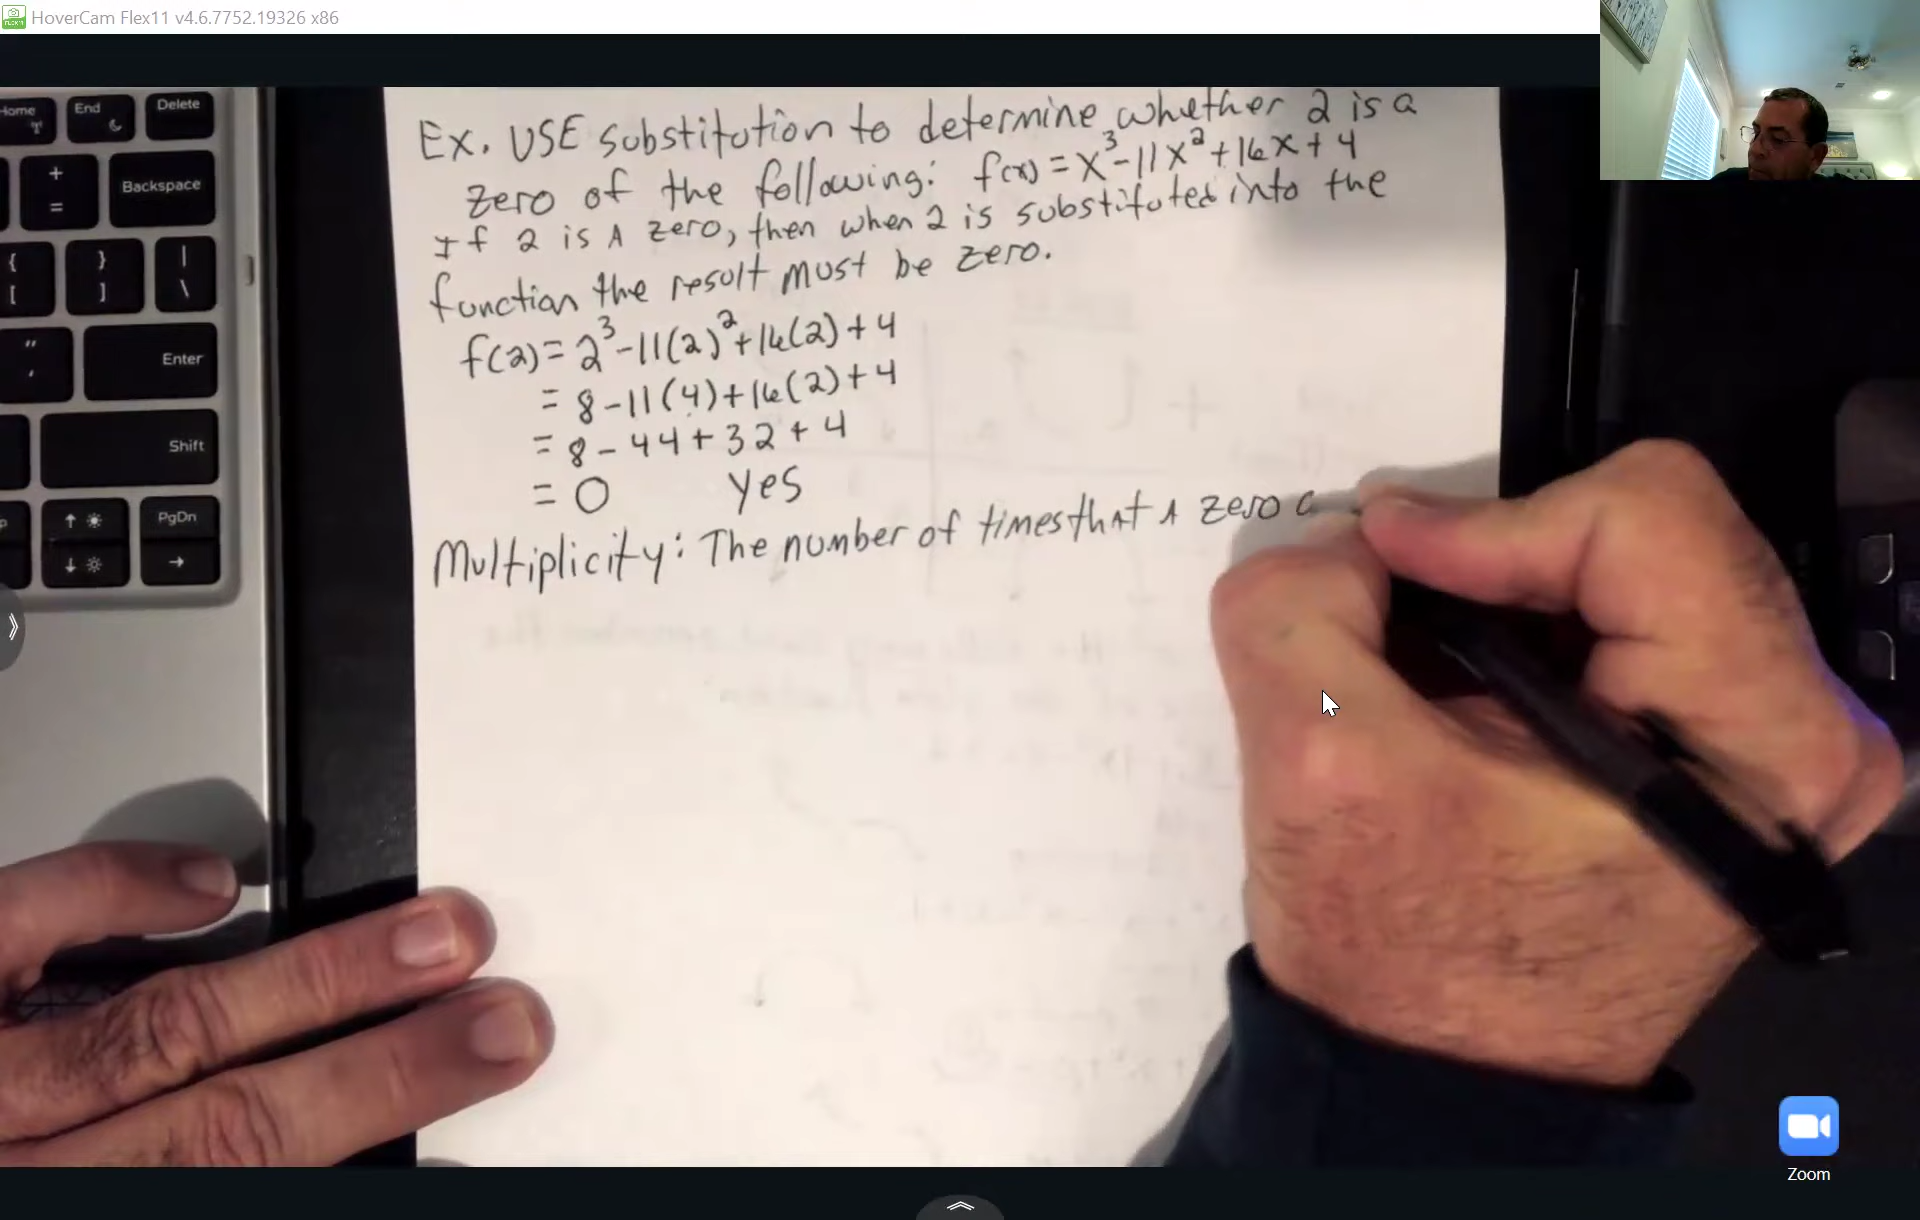 HoverCam Flex11 v4.6.7752.19326 x86
Home End Delete
+ = Backspace
{ [ } ] | \
" ' Enter
Shift
PgDn
Ex. USE substitution to determine whether 2 is a
zero of the following: f(x) = x³-11x²+16x+4
If 2 is A zero, then when 2 is substituted into the
function the result must be zero.
f(2)= 2³-11(2)²+16(2)+4
= 8-11(4)+16(2)+4
= 8-44+32+4
= 0 yes
Multiplicity: The number of times that A zero
Zoom